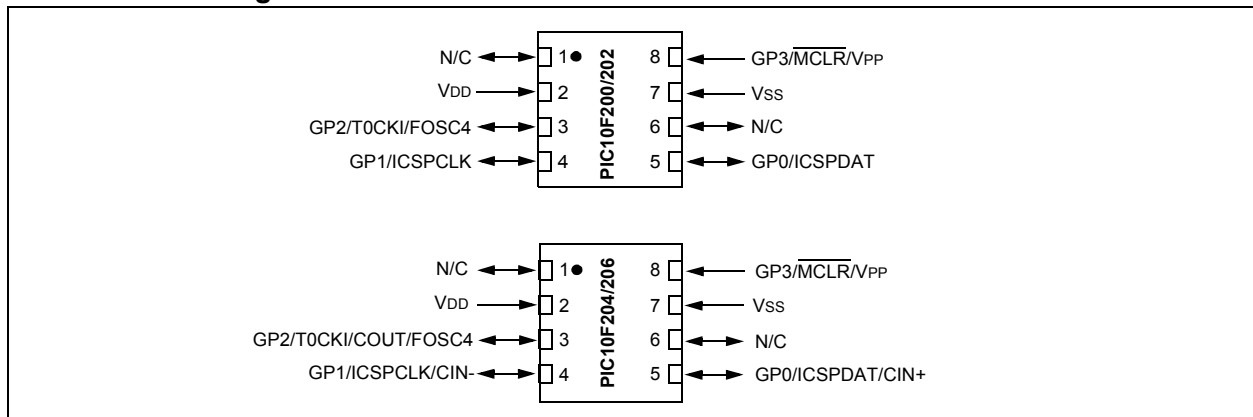 N/C 1 8 GP3/MCLR/VPP
VDD 2 7 VSS
GP2/T0CKI/FOSC4 3 6 N/C
GP1/ICSPCLK 4 5 GP0/ICSPDAT
PIC10F200/202
N/C 1 8 GP3/MCLR/VPP
VDD 2 7 VSS
GP2/T0CKI/COUT/FOSC4 3 6 N/C
GP1/ICSPCLK/CIN- 4 5 GP0/ICSPDAT/CIN+
PIC10F204/206